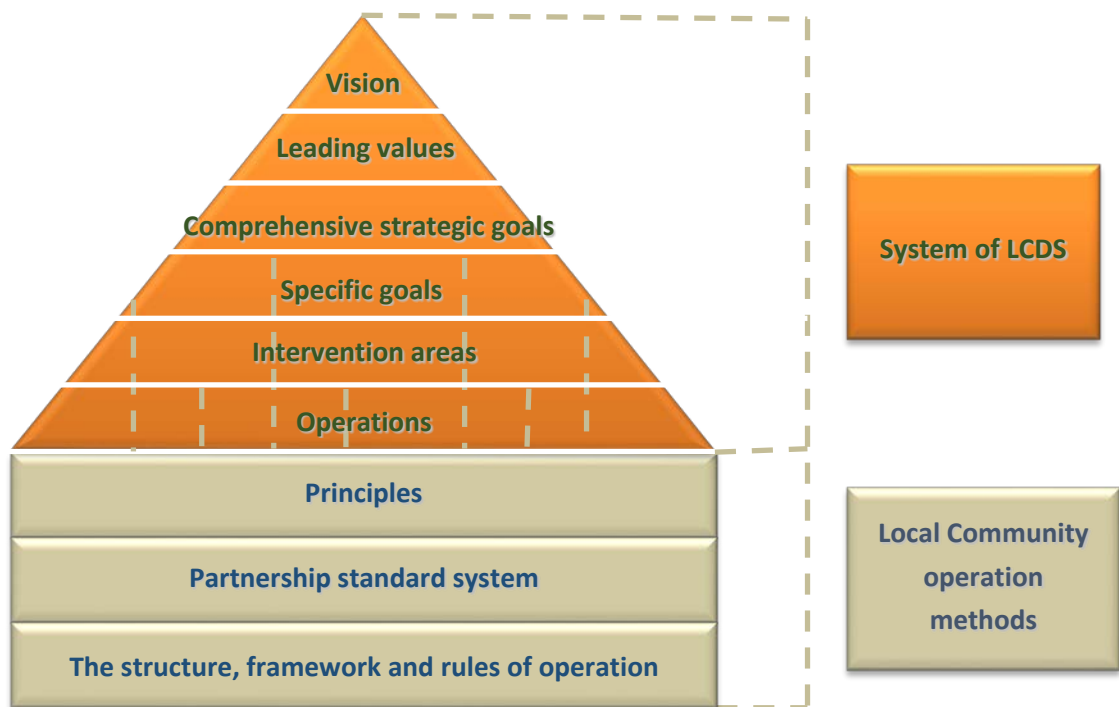 Vision
Leading values
Comprehensive strategic goals
Specific goals
Intervention areas
Operations
Principles
Partnership standard system
The structure, framework and rules of operation
System of LCDS
Local Community
operation
methods